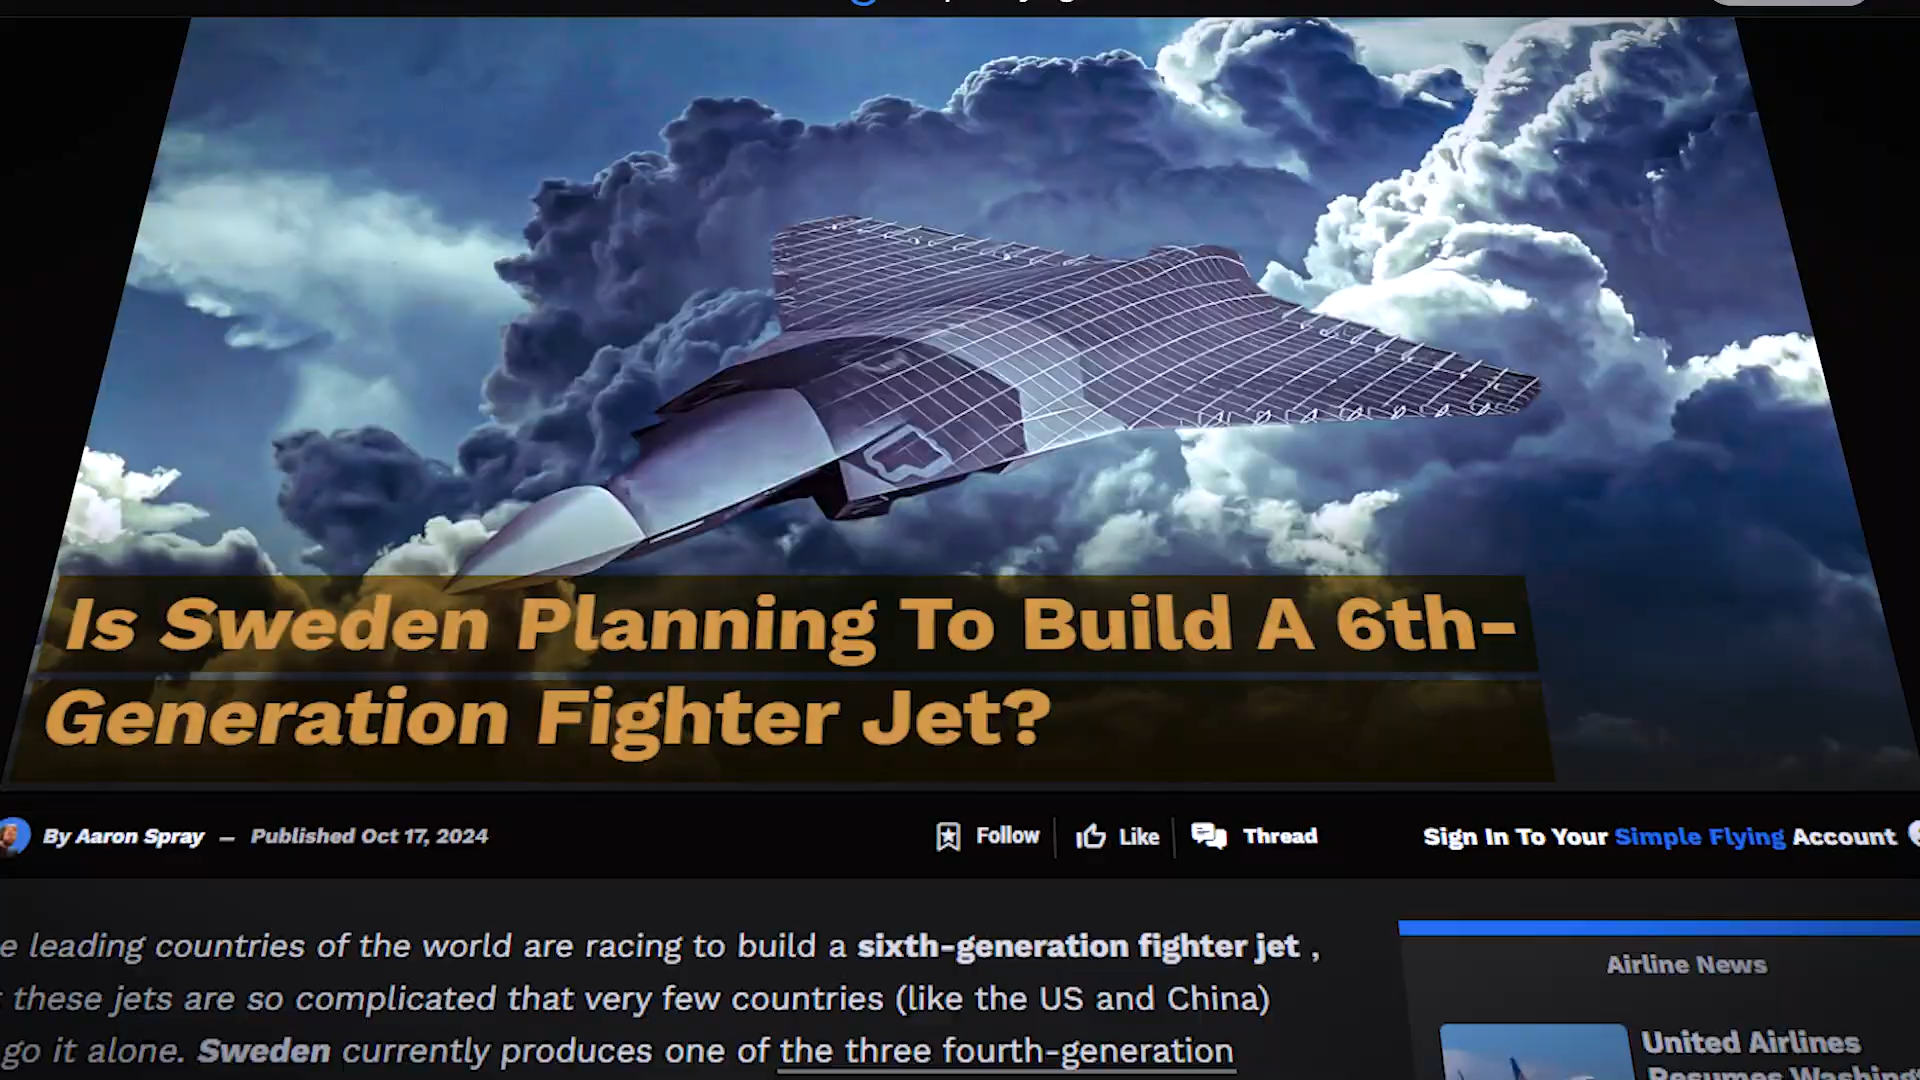 Is Sweden Planning To Build A 6th-
Generation Fighter Jet?
By Aaron Spray — Published Oct 17, 2024
Follow
Like
Thread
Sign In To Your Simple Flying Account
e leading countries of the world are racing to build a sixth-generation fighter jet ,
these jets are so complicated that very few countries (like the US and China)
go it alone. Sweden currently produces one of the three fourth-generation
Airline News
United Airlines
Resumes